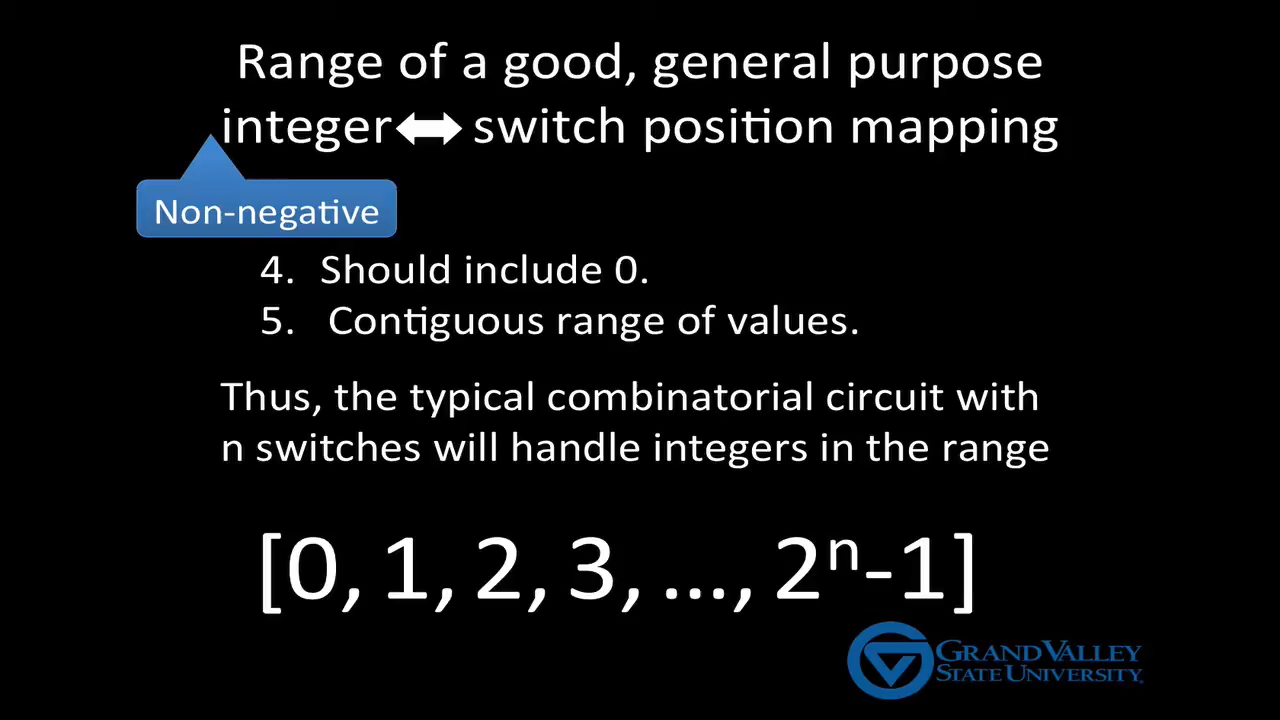 Range of a good, general purpose
integer⬌ switch position mapping
Non-negative
4. Should include 0.
5. Contiguous range of values.
Thus, the typical combinatorial circuit with
n switches will handle integers in the range
[0, 1, 2, 3, ..., 2ⁿ-1]
GRAND VALLEY
STATE UNIVERSITY.